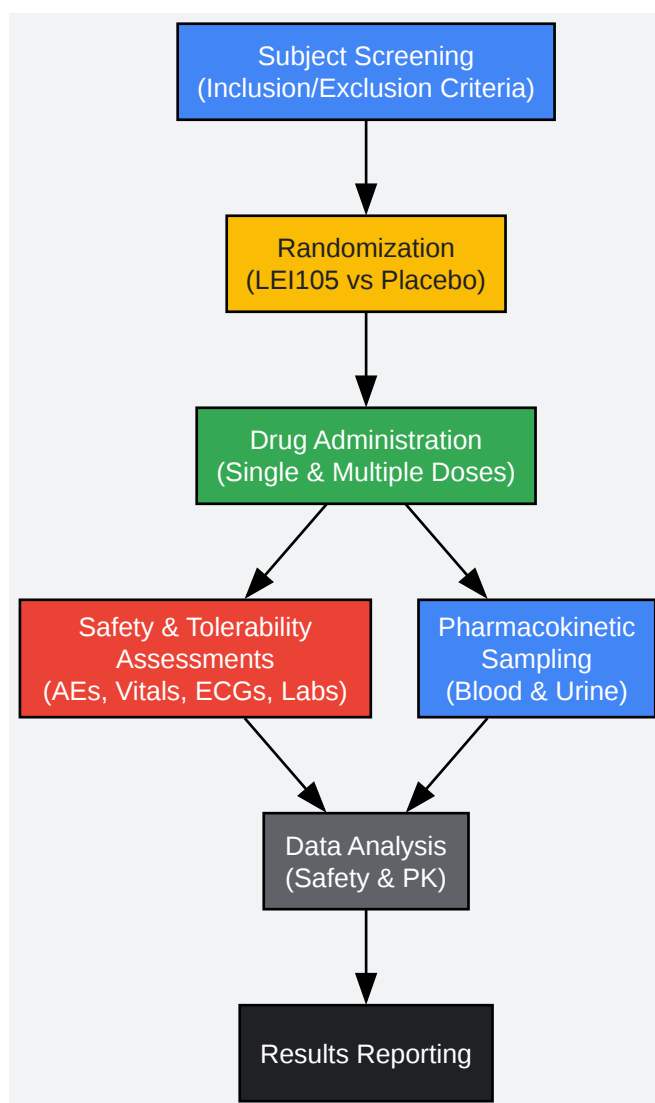 Subject Screening
(Inclusion/Exclusion Criteria)
Randomization
(LEI105 vs Placebo)
Drug Administration
(Single & Multiple Doses)
Safety & Tolerability
Assessments
(AEs, Vitals, ECGs, Labs)
Pharmacokinetic
Sampling
(Blood & Urine)
Data Analysis
(Safety & PK)
Results Reporting